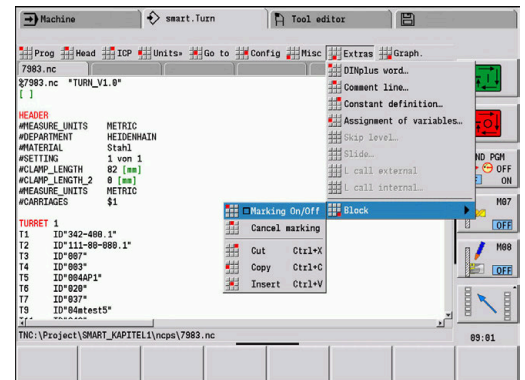 Machine smart.Turn Tool editor
Prog Head ICP Units» Go to Config Misc Extras Graph.
7983.nc
%7983.nc "TURN_V1.0"
[ ]
HEADER
#MEASURE_UNITS METRIC
#DEPARTMENT HEIDENHAIN
#MATERIAL Stahl
#SETTING 1 von 1
#CLAMP_LENGTH 82 [mm]
#CLAMP_LENGTH_2 0 [mm]
#MEASURE_UNITS METRIC
#CARRIAGES $1
TURRET 1
T1 ID"342-400.1"
T2 ID"111-80-080.1"
T3 ID"007"
T4 ID"003"
T5 ID"004AP1"
T6 ID"020"
T7 ID"037"
T9 ID"04mtest5"
DINplus word…
Comment line…
Constant definition…
Assignment of variables…
Skip level…
Slide…
L call external
L call internal…
Block
Marking On/Off
Cancel marking
Cut Ctrl+X
Copy Ctrl+C
Insert Ctrl+V
ND PGM
OFF
ON
M07
OFF
M08
OFF
TNC:\Project\SMART_KAPITEL1\ncps\7983.nc
09:01